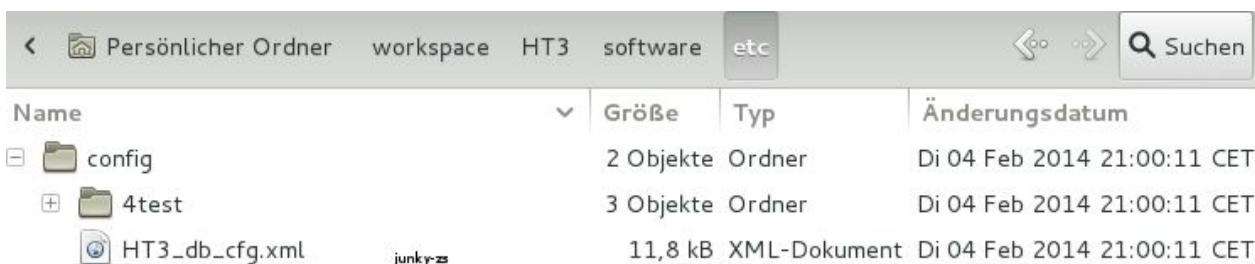 Persönlicher Ordner workspace HT3 software etc Suchen
Name Größe Typ Änderungsdatum
config 2 Objekte Ordner Di 04 Feb 2014 21:00:11 CET
4test 3 Objekte Ordner Di 04 Feb 2014 21:00:11 CET
HT3_db_cfg.xml junky-zs 11,8 kB XML-Dokument Di 04 Feb 2014 21:00:11 CET